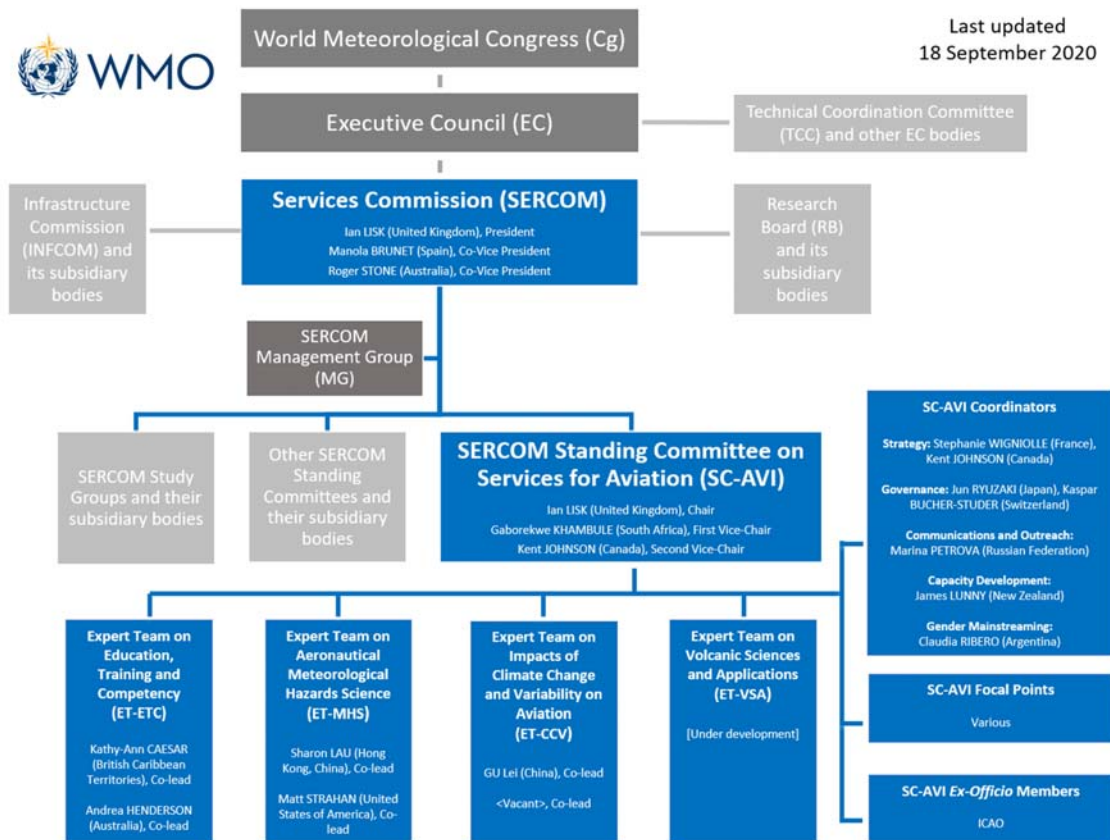 WMO
World Meteorological Congress (Cg)
Last updated
18 September 2020
Executive Council (EC)
Technical Coordination Committee
(TCC) and other EC bodies
Infrastructure
Commission
(INFCOM) and
its subsidiary
bodies
Services Commission (SERCOM)
Ian LISK (United Kingdom), President
Manola BRUNET (Spain), Co-Vice President
Roger STONE (Australia), Co-Vice President
Research
Board (RB)
and its
subsidiary
bodies
SERCOM
Management Group
(MG)
SERCOM Study
Groups and their
subsidiary bodies
Other SERCOM
Standing
Committees and
their subsidiary
bodies
SERCOM Standing Committee on
Services for Aviation (SC-AVI)
Ian LISK (United Kingdom), Chair
Gaborekwe KHAMBULE (South Africa), First Vice-Chair
Kent JOHNSON (Canada), Second Vice-Chair
SC-AVI Coordinators
Strategy: Stephanie WIGNIOLLE (France),
Kent JOHNSON (Canada)
Governance: Jun RYUZAKI (Japan), Kaspar
BUCHER-STUDER (Switzerland)
Communications and Outreach:
Marina PETROVA (Russian Federation)
Capacity Development:
James LUNNY (New Zealand)
Gender Mainstreaming:
Claudia RIBERO (Argentina)
Expert Team on
Education,
Training and
Competency
(ET-ETC)
Kathy-Ann CAESAR
(British Caribbean
Territories), Co-lead
Andrea HENDERSON
(Australia), Co-lead
Expert Team on
Aeronautical
Meteorological
Hazards Science
(ET-MHS)
Sharon LAU (Hong
Kong, China), Co-lead
Matt STRAHAN (United
States of America), Co-
lead
Expert Team on
Impacts of
Climate Change
and Variability on
Aviation
(ET-CCV)
GU Lei (China), Co-lead
<Vacant>, Co-lead
Expert Team on
Volcanic Sciences
and Applications
(ET-VSA)
[Under development]
SC-AVI Focal Points
Various
SC-AVI Ex-Officio Members
ICAO